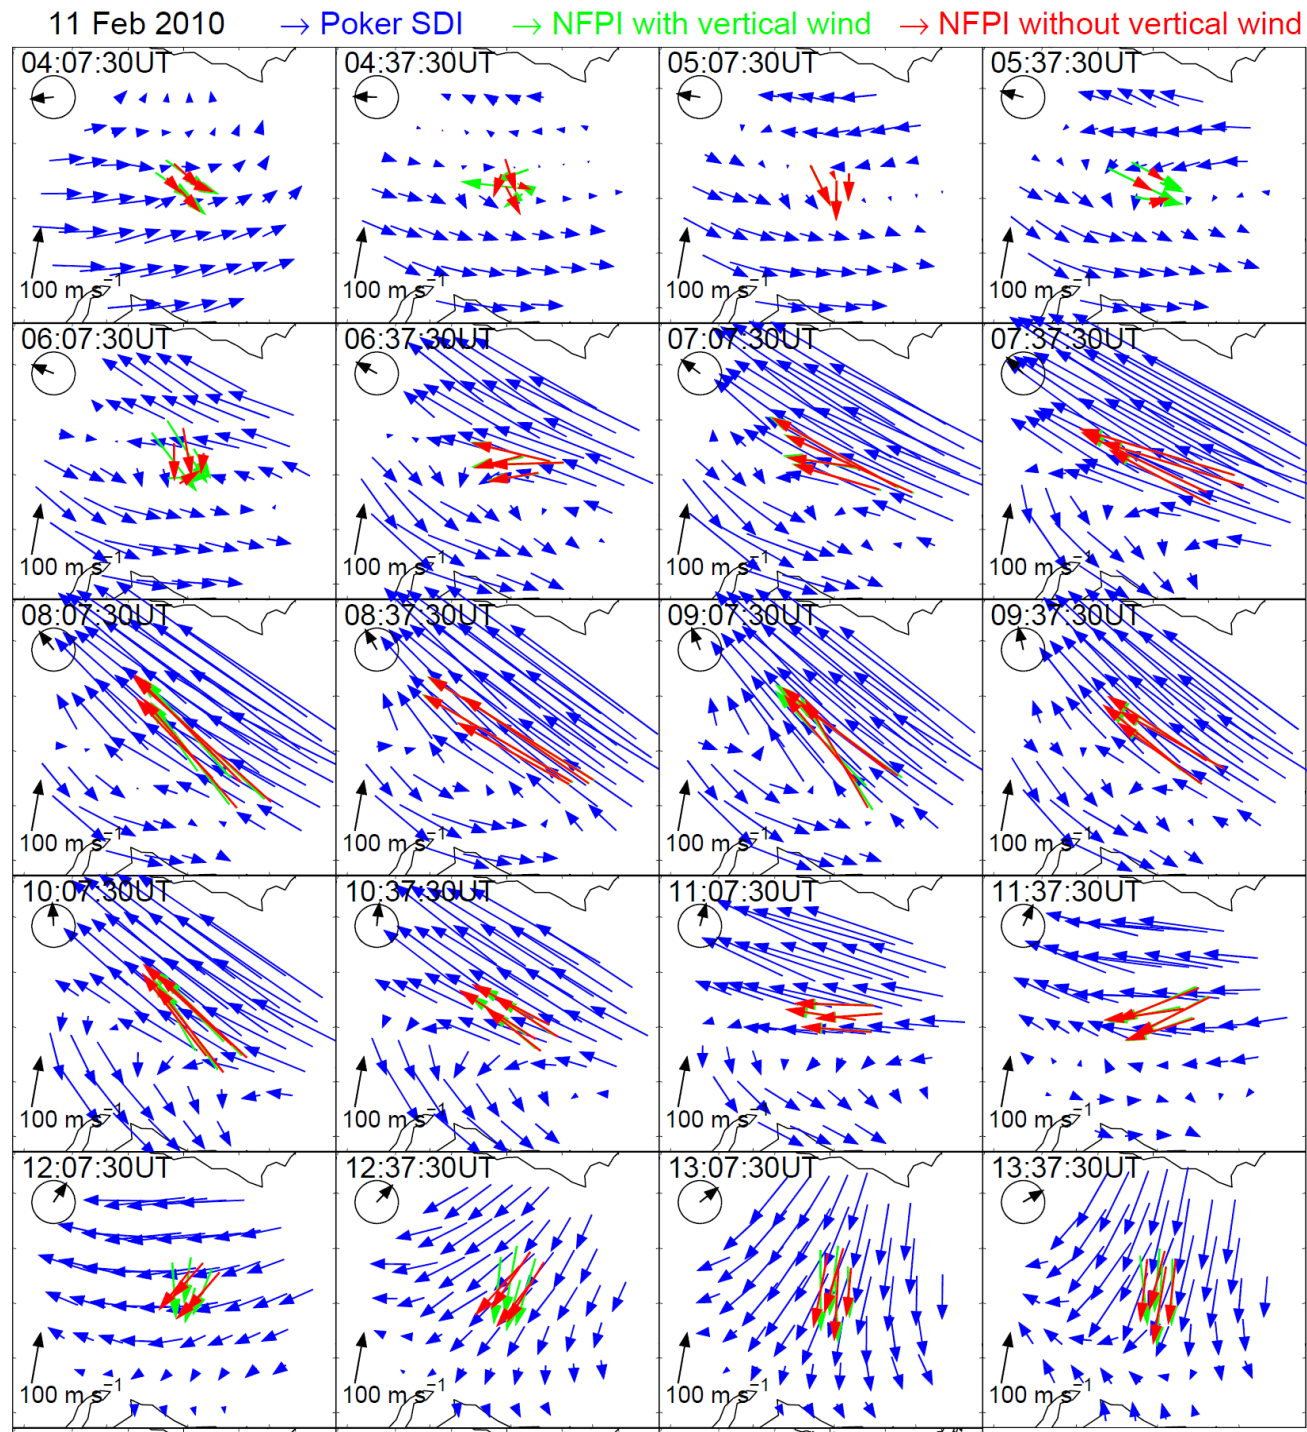 11 Feb 2010 → Poker SDI → NFPI with vertical wind → NFPI without vertical wind
04:07:30UT 04:37:30UT 05:07:30UT 05:37:30UT
100 m s⁻¹ 100 m s⁻¹ 100 m s⁻¹ 100 m s⁻¹
06:07:30UT 06:37:30UT 07:07:30UT 07:37:30UT
100 m s⁻¹ 100 m s⁻¹ 100 m s⁻¹ 100 m s⁻¹
08:07:30UT 08:37:30UT 09:07:30UT 09:37:30UT
100 m s⁻¹ 100 m s⁻¹ 100 m s⁻¹ 100 m s⁻¹
10:07:30UT 10:37:30UT 11:07:30UT 11:37:30UT
100 m s⁻¹ 100 m s⁻¹ 100 m s⁻¹ 100 m s⁻¹
12:07:30UT 12:37:30UT 13:07:30UT 13:37:30UT
100 m s⁻¹ 100 m s⁻¹ 100 m s⁻¹ 100 m s⁻¹